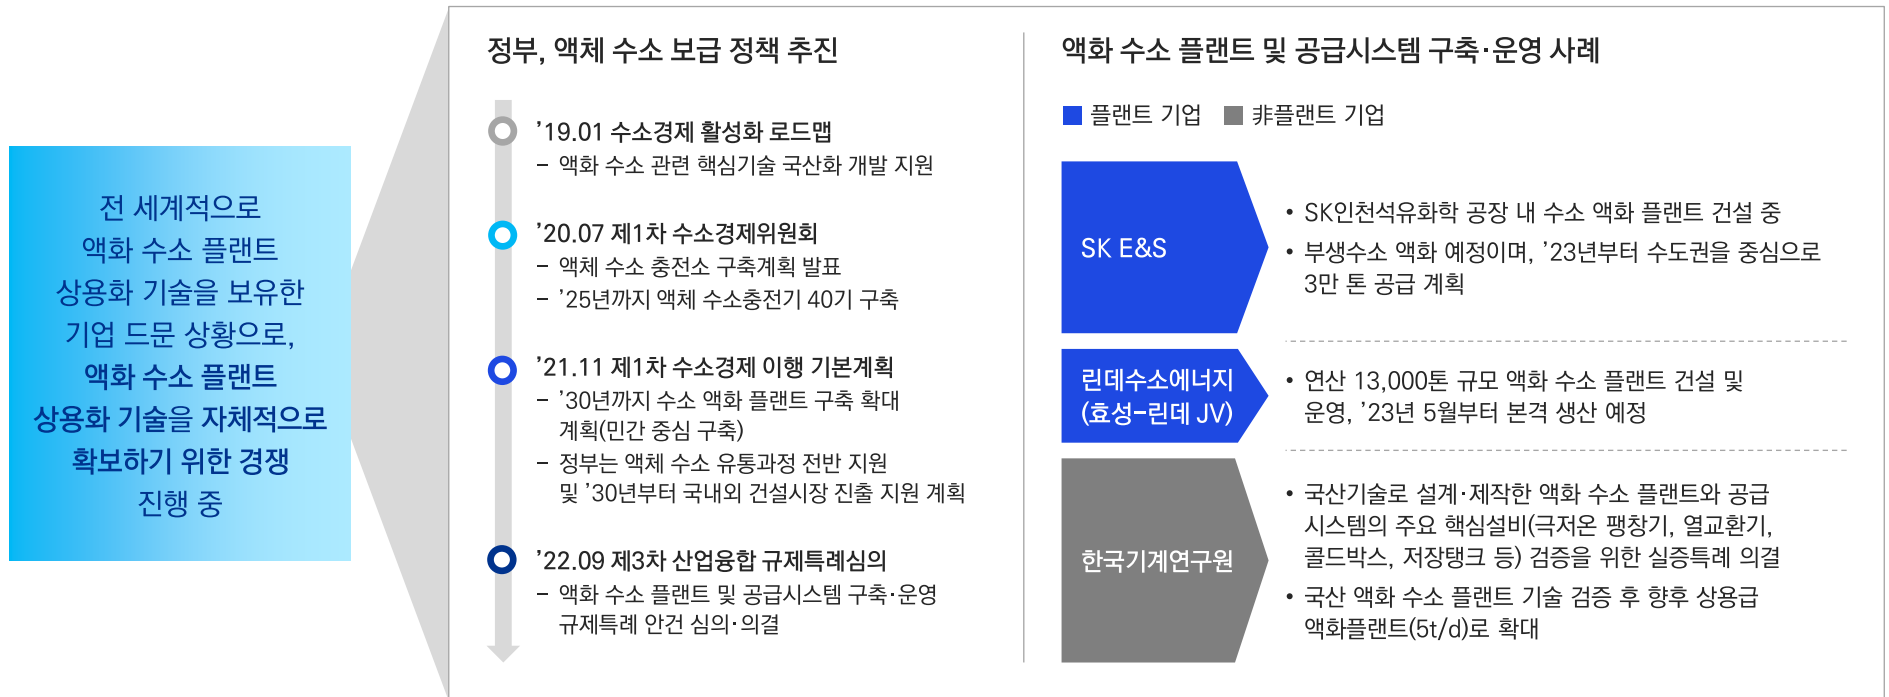 전 세계적으로
액화 수소 플랜트
상용화 기술을 보유한
기업 드문 상황으로,
액화 수소 플랜트
상용화 기술을 자체적으로
확보하기 위한 경쟁
진행 중
정부, 액체 수소 보급 정책 추진
’19.01 수소경제 활성화 로드맵
– 액화 수소 관련 핵심기술 국산화 개발 지원
’20.07 제1차 수소경제위원회
– 액체 수소 충전소 구축계획 발표
– ’25년까지 액체 수소충전기 40기 구축
’21.11 제1차 수소경제 이행 기본계획
– ’30년까지 수소 액화 플랜트 구축 확대
계획(민간 중심 구축)
– 정부는 액체 수소 유통과정 전반 지원
및 ’30년부터 국내외 건설시장 진출 지원 계획
’22.09 제3차 산업융합 규제특례심의
– 액화 수소 플랜트 및 공급시스템 구축·운영
규제특례 안건 심의·의결
액화 수소 플랜트 및 공급시스템 구축·운영 사례
플랜트 기업 非플랜트 기업
SK E&S
• SK인천석유화학 공장 내 수소 액화 플랜트 건설 중
• 부생수소 액화 예정이며, ’23년부터 수도권을 중심으로
3만 톤 공급 계획
린데수소에너지
(효성–린데 JV)
• 연산 13,000톤 규모 액화 수소 플랜트 건설 및
운영, ’23년 5월부터 본격 생산 예정
한국기계연구원
• 국산기술로 설계·제작한 액화 수소 플랜트와 공급
시스템의 주요 핵심설비(극저온 팽창기, 열교환기,
콜드박스, 저장탱크 등) 검증을 위한 실증특례 의결
• 국산 액화 수소 플랜트 기술 검증 후 향후 상용급
액화플랜트(5t/d)로 확대